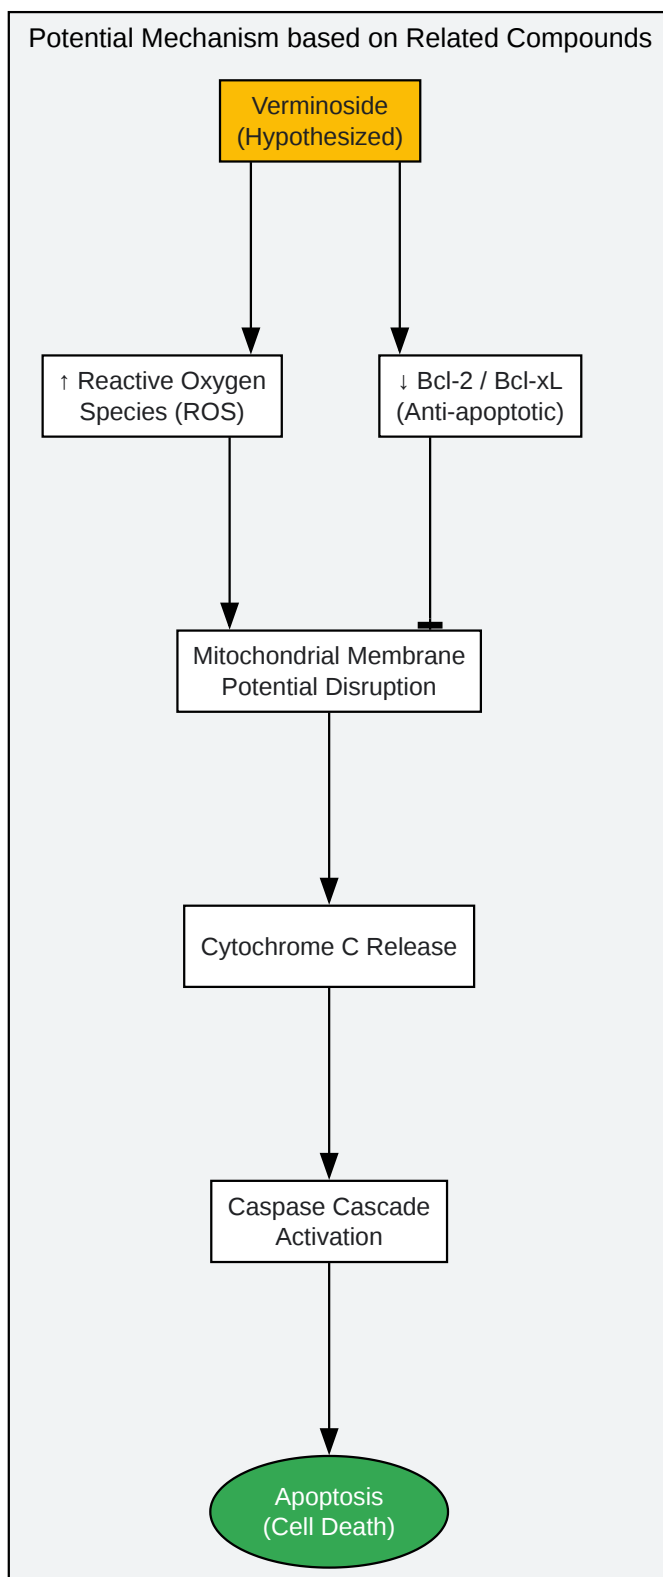 Potential Mechanism based on Related Compounds
Verminoside
(Hypothesized)
↑ Reactive Oxygen
Species (ROS)
↓ Bcl-2 / Bcl-xL
(Anti-apoptotic)
Mitochondrial Membrane
Potential Disruption
Cytochrome C Release
Caspase Cascade
Activation
Apoptosis
(Cell Death)